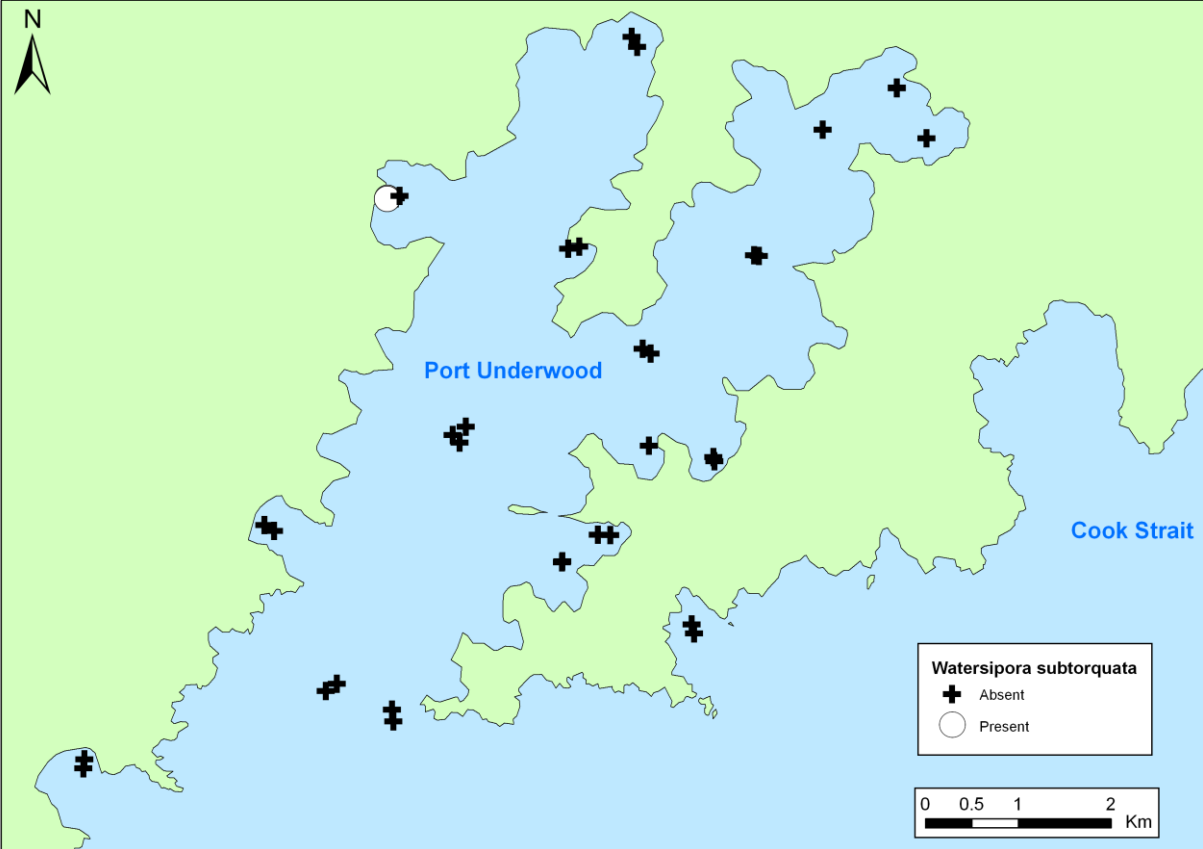 N
Port Underwood
Cook Strait
Watersipora subtorquata
Absent
Present
0 0.5 1 2
Km